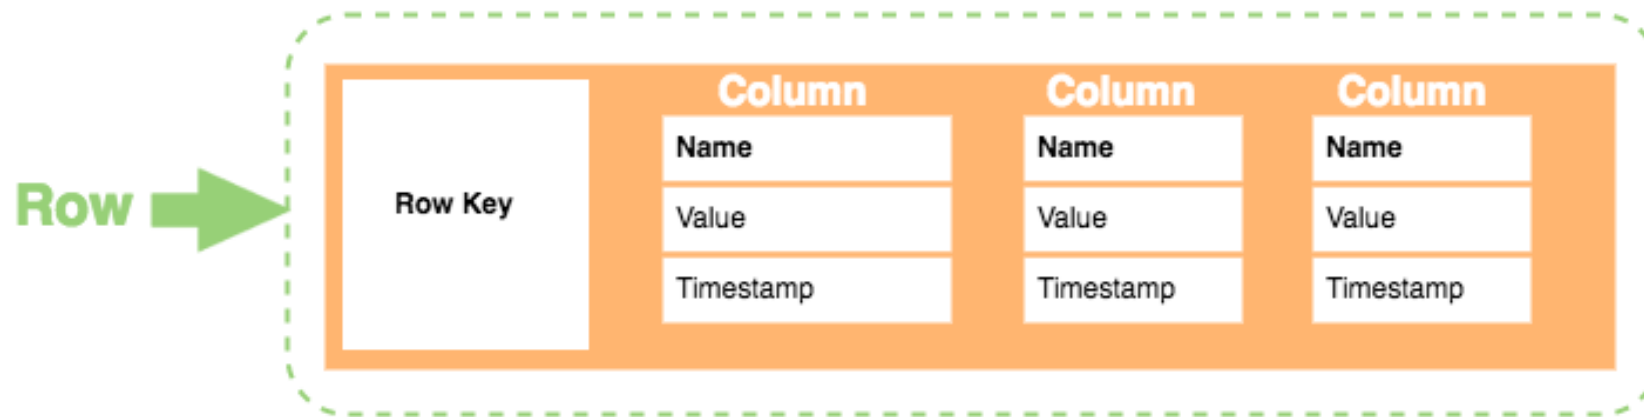 Column Column Column
Name Name Name
Row Row Key Value Value Value
Timestamp Timestamp Timestamp